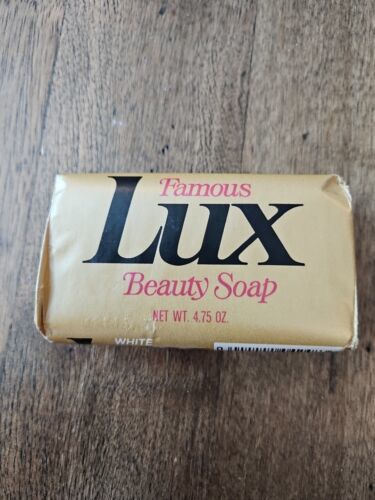 Famous
Lux
Beauty Soap
NET WT. 4.75 OZ.
WHITE